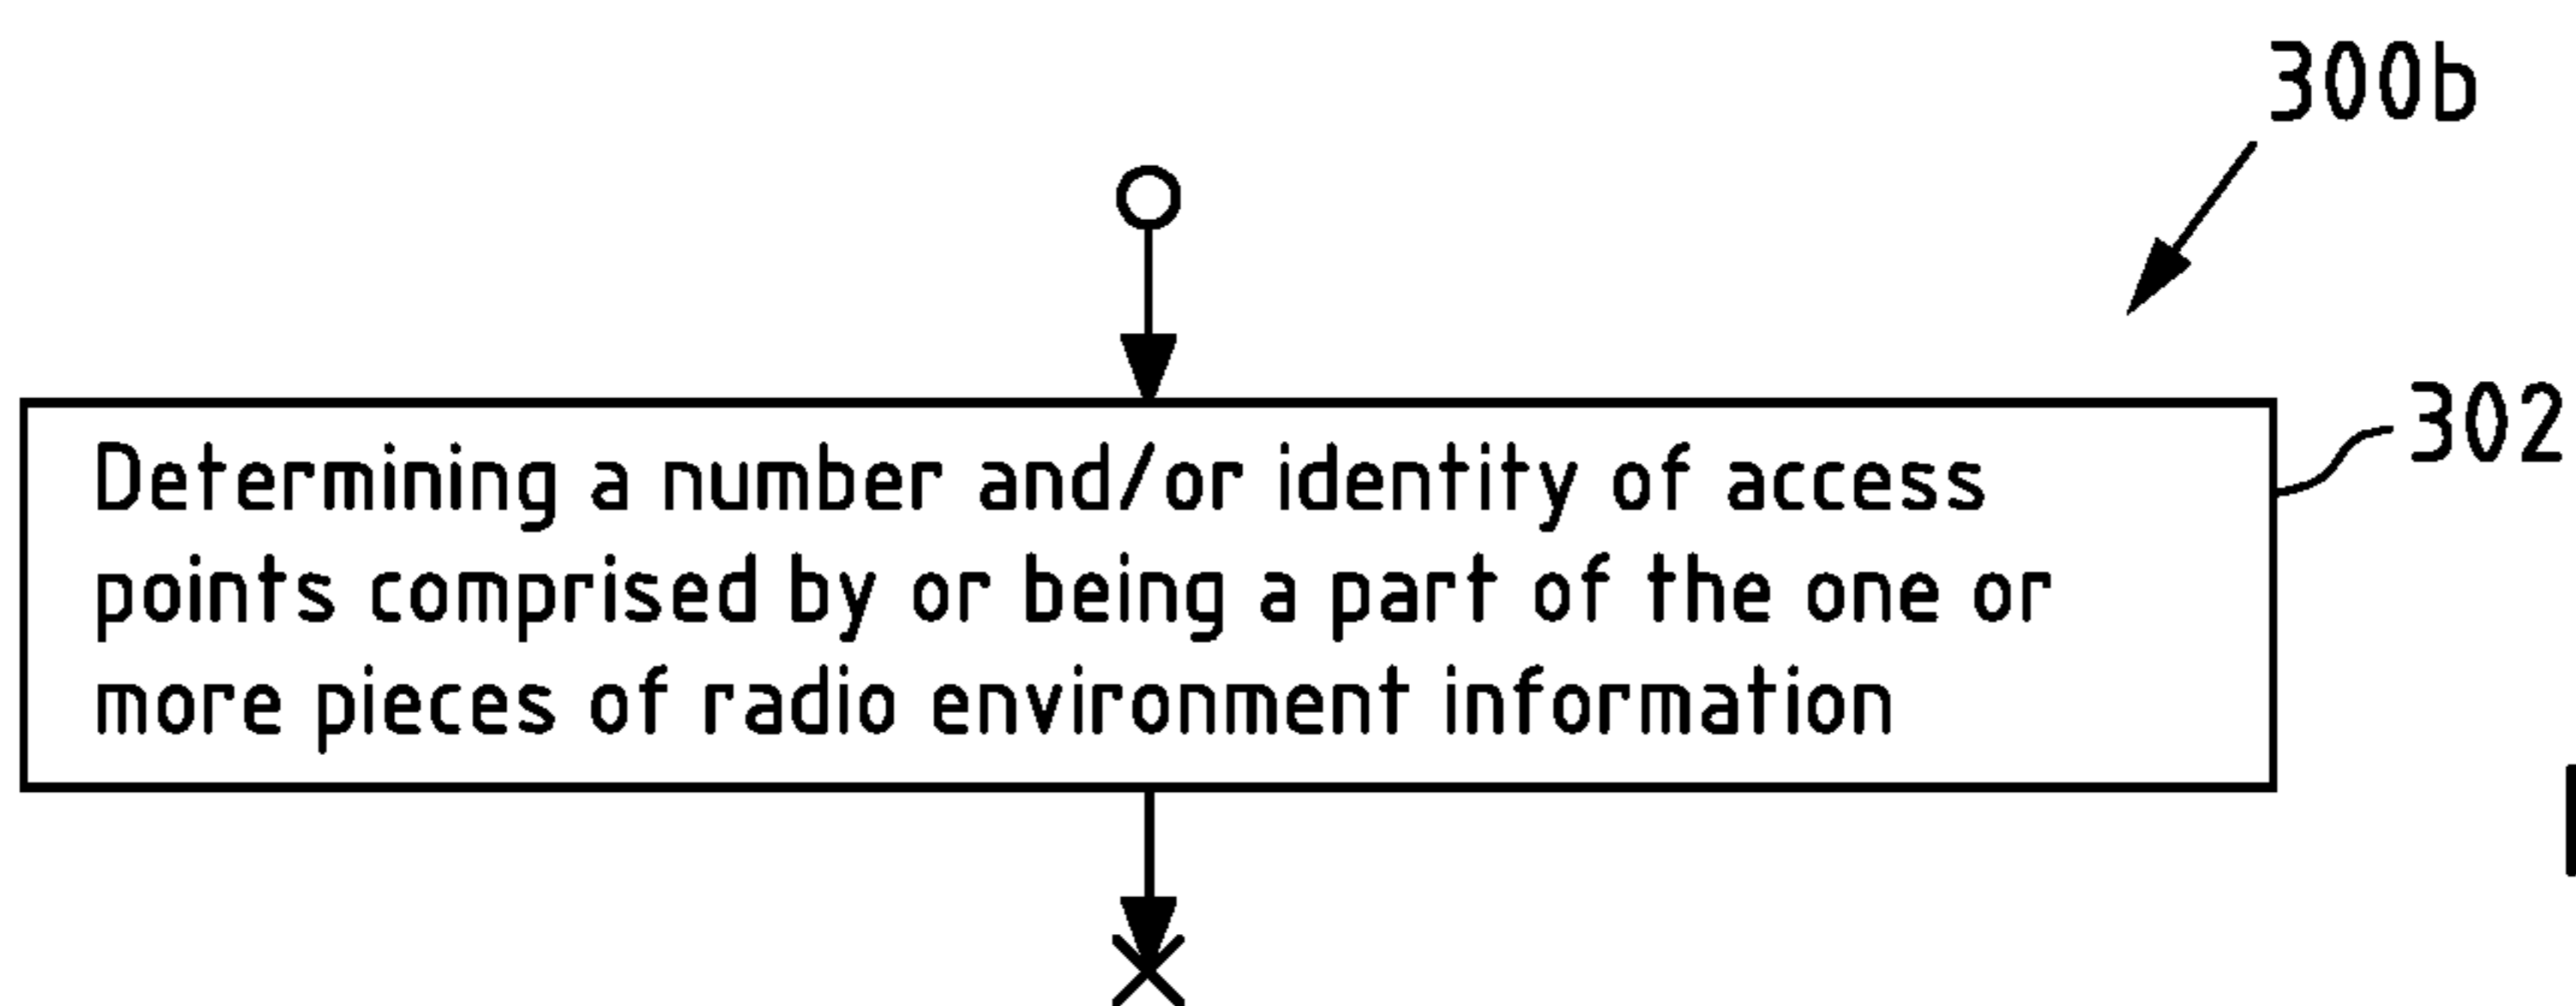 300b
302
Determining a number and/or identity of access
points comprised by or being a part of the one or
more pieces of radio environment information